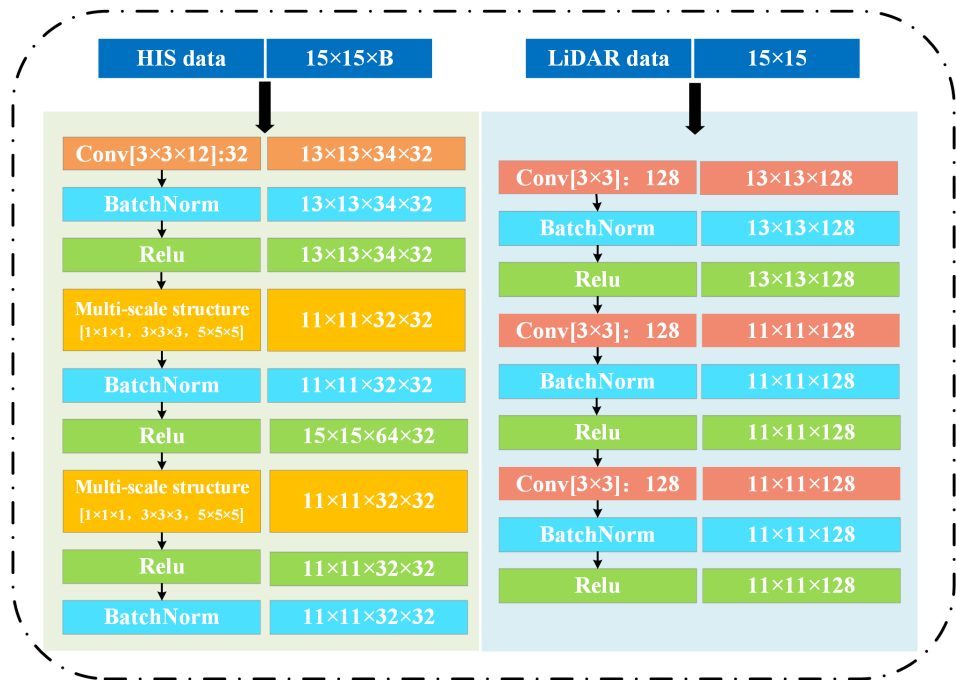 HIS data 15×15×B
Conv[3×3×12]:32 13×13×34×32
BatchNorm 13×13×34×32
Relu 13×13×34×32
Multi-scale structure
[1×1×1, 3×3×3, 5×5×5] 11×11×32×32
BatchNorm 11×11×32×32
Relu 15×15×64×32
Multi-scale structure
[1×1×1, 3×3×3, 5×5×5] 11×11×32×32
Relu 11×11×32×32
BatchNorm 11×11×32×32
LiDAR data 15×15
Conv[3×3]: 128 13×13×128
BatchNorm 13×13×128
Relu 13×13×128
Conv[3×3]: 128 11×11×128
BatchNorm 11×11×128
Relu 11×11×128
Conv[3×3]: 128 11×11×128
BatchNorm 11×11×128
Relu 11×11×128